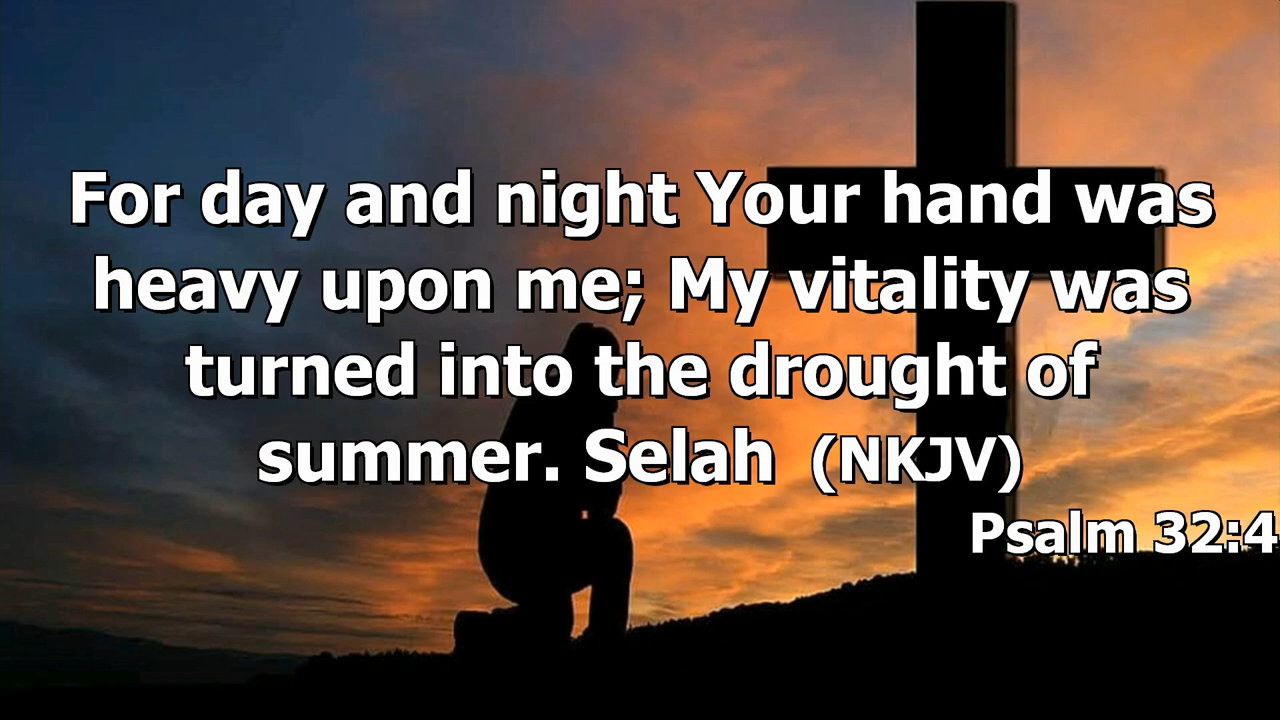 For day and night Your hand was
heavy upon me; My vitality was
turned into the drought of
summer. Selah (NKJV)
Psalm 32:4